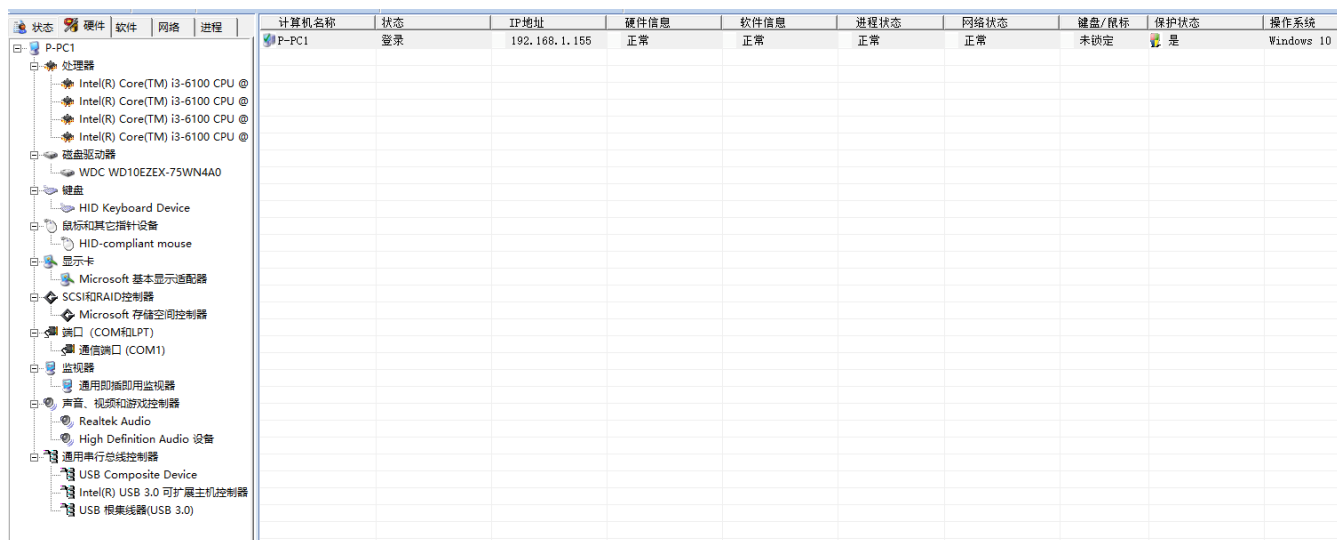 状态 硬件 软件 网络 进程
P-PC1
处理器
Intel(R) Core(TM) i3-6100 CPU @
Intel(R) Core(TM) i3-6100 CPU @
Intel(R) Core(TM) i3-6100 CPU @
Intel(R) Core(TM) i3-6100 CPU @
磁盘驱动器
WDC WD10EZEX-75WN4A0
键盘
HID Keyboard Device
鼠标和其它指针设备
HID-compliant mouse
显示卡
Microsoft 基本显示适配器
SCSI和RAID控制器
Microsoft 存储空间控制器
端口（COM和LPT）
通信端口 (COM1)
监视器
通用即插即用监视器
声音、视频和游戏控制器
Realtek Audio
High Definition Audio 设备
通用串行总线控制器
USB Composite Device
Intel(R) USB 3.0 可扩展主机控制器
USB 根集线器(USB 3.0)
计算机名称 状态 IP地址 硬件信息 软件信息 进程状态 网络状态 键盘/鼠标 保护状态 操作系统
P-PC1 登录 192.168.1.155 正常 正常 正常 正常 未锁定 是 Windows 10